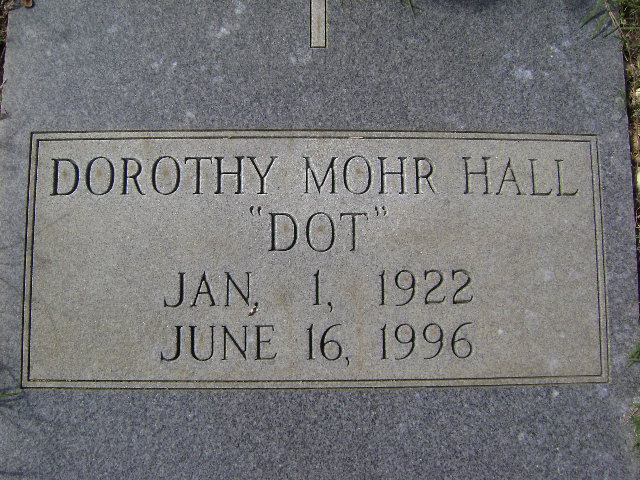 DOROTHY MOHR HALL
"DOT"
JAN, 1, 1922
JUNE 16, 1996